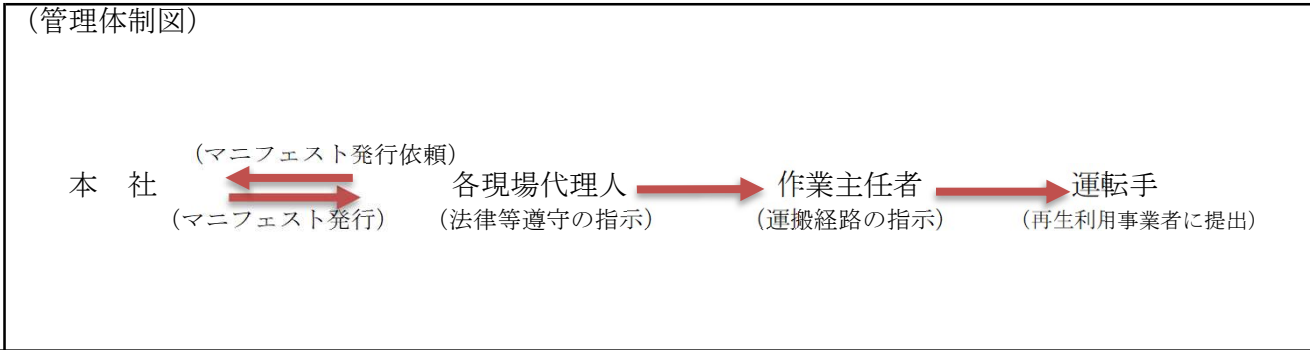 （管理体制図）
（マニフェスト発行依頼）
本　社　各現場代理人　作業主任者　運転手
（マニフェスト発行）　（法律等遵守の指示）　（運搬経路の指示）　（再生利用事業者に提出）